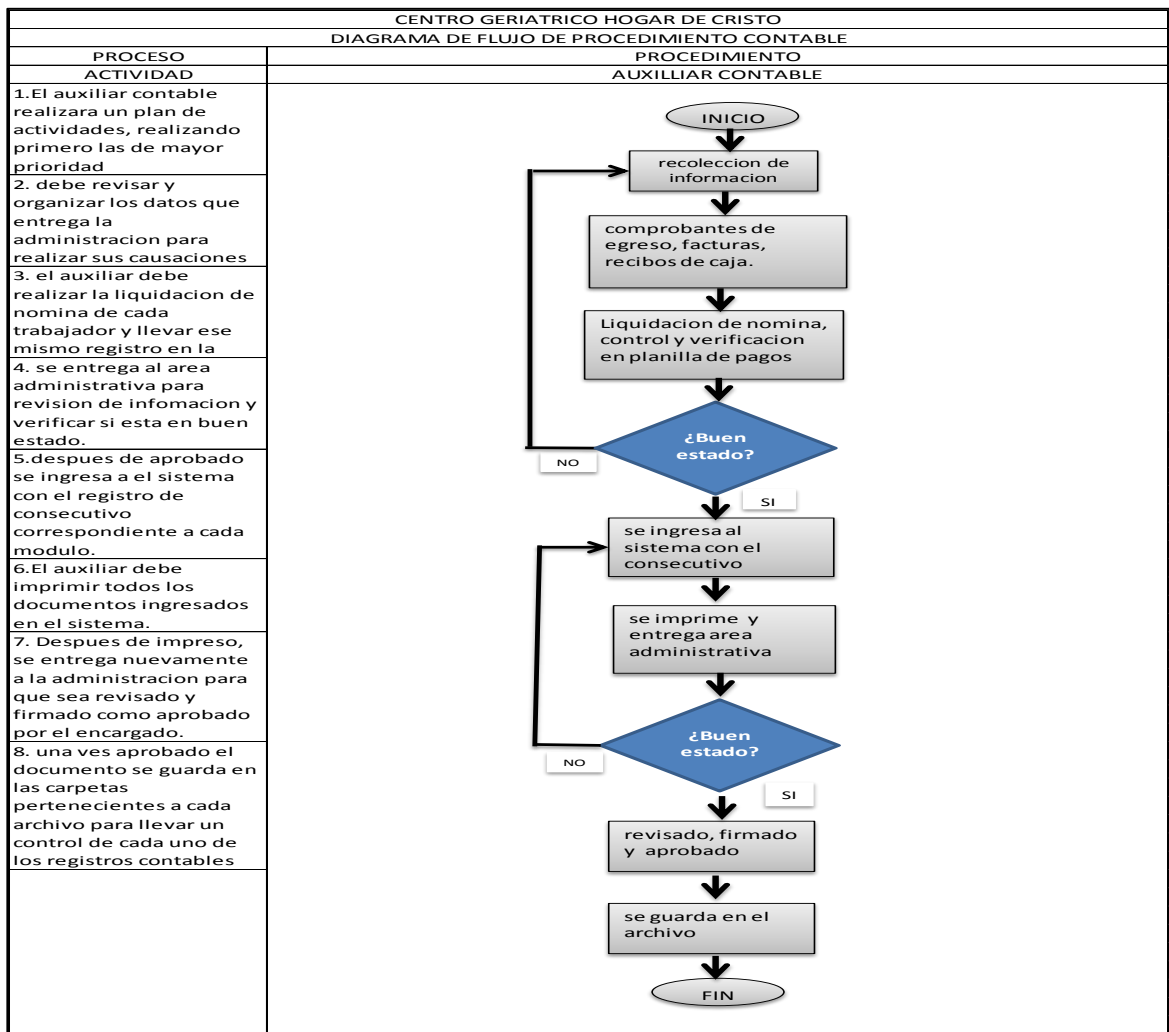 CENTRO GERIATRICO HOGAR DE CRISTO
DIAGRAMA DE FLUJO DE PROCEDIMIENTO CONTABLE
PROCESO
PROCEDIMIENTO
ACTIVIDAD
AUXILLIAR CONTABLE
1.El auxiliar contable
realizara un plan de
actividades, realizando
primero las de mayor
prioridad
2. debe revisar y
organizar los datos que
entrega la
administracion para
realizar sus causaciones
3. el auxiliar debe
realizar la liquidacion de
nomina de cada
trabajador y llevar ese
mismo registro en la
4. se entrega al area
administrativa para
revision de infomacion y
verificar si esta en buen
estado.
5.despues de aprobado
se ingresa a el sistema
con el registro de
consecutivo
correspondiente a cada
modulo.
6.El auxiliar debe
imprimir todos los
documentos ingresados
en el sistema.
7. Despues de impreso,
se entrega nuevamente
a la administracion para
que sea revisado y
firmado como aprobado
por el encargado.
8. una ves aprobado el
documento se guarda en
las carpetas
pertenecientes a cada
archivo para llevar un
control de cada uno de
los registros contables
INICIO
recoleccion de
informacion
comprobantes de
egreso, facturas,
recibos de caja.
Liquidacion de nomina,
control y verificacion
en planilla de pagos
¿Buen
estado?
NO
SI
se ingresa al
sistema con el
consecutivo
se imprime y
entrega area
administrativa
¿Buen
estado?
NO
SI
revisado, firmado
y aprobado
se guarda en el
archivo
FIN